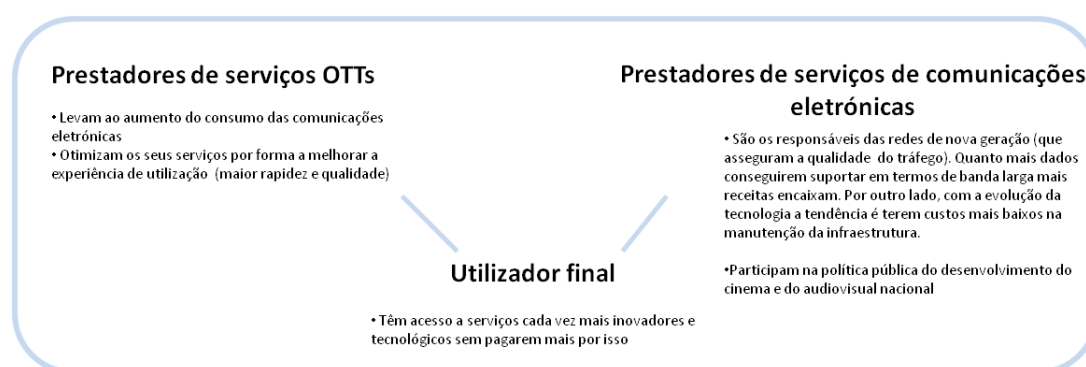 Prestadores de serviços OTTs
• Levam ao aumento do consumo das comunicações
eletrónicas
• Otimizam os seus serviços por forma a melhorar a
experiência de utilização (maior rapidez e qualidade)
Prestadores de serviços de comunicações
eletrónicas
• São os responsáveis das redes de nova geração (que
asseguram a qualidade do tráfego). Quanto mais dados
conseguirem suportar em termos de banda larga mais
receitas encaixam. Por outro lado, com a evolução da
tecnologia a tendência é terem custos mais baixos na
manutenção da infraestrutura.
•Participam na política pública do desenvolvimento do
cinema e do audiovisual nacional
Utilizador final
• Têm acesso a serviços cada vez mais inovadores e
tecnológicos sem pagarem mais por isso